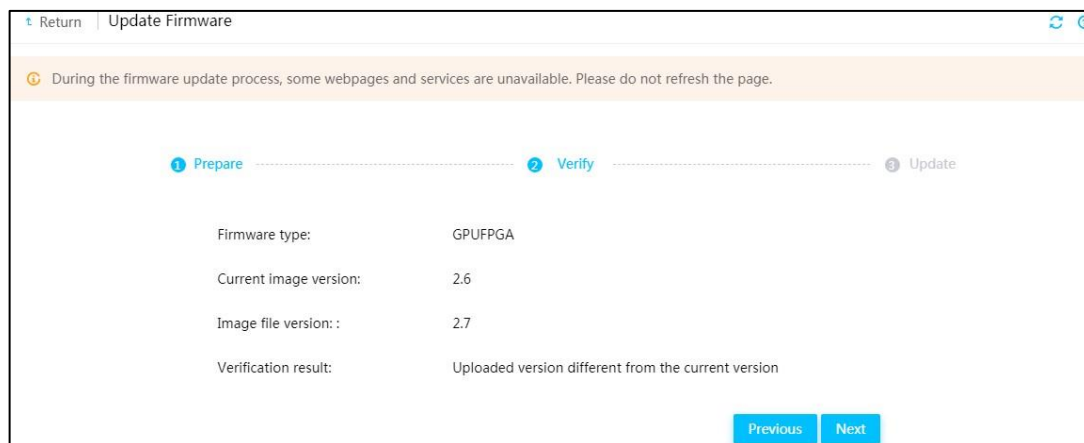 Return Update Firmware
During the firmware update process, some webpages and services are unavailable. Please do not refresh the page.
1 Prepare 2 Verify 3 Update
Firmware type: GPUFPGA
Current image version: 2.6
Image file version: : 2.7
Verification result: Uploaded version different from the current version
Previous Next